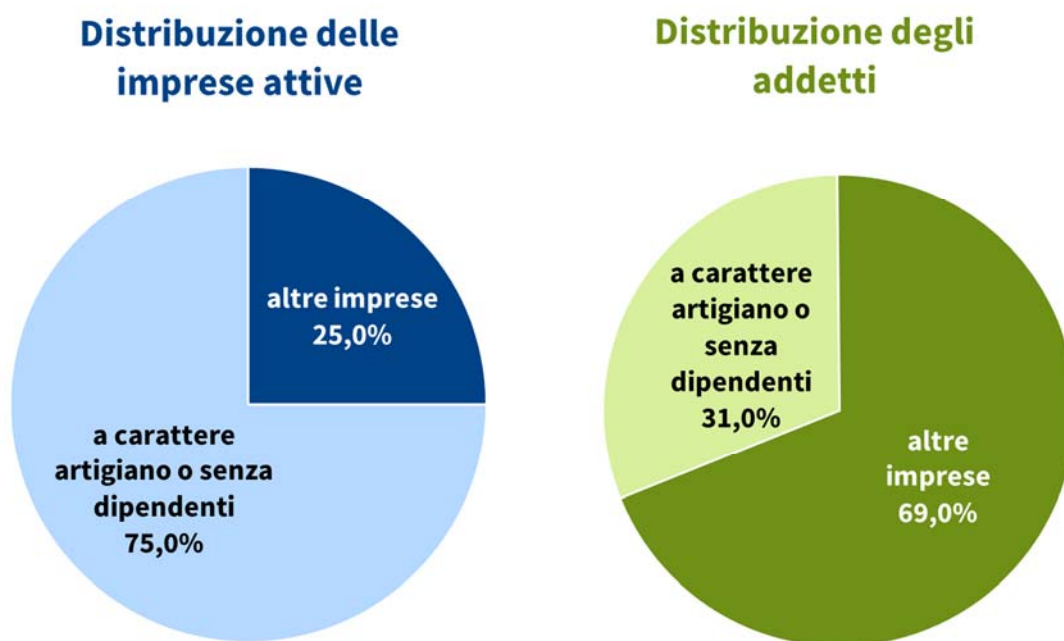 Distribuzione delle
imprese attive
altre imprese
25,0%
a carattere
artigiano o senza
dipendenti
75,0%
Distribuzione degli
addetti
a carattere
artigiano o
senza
dipendenti
31,0%
altre
imprese
69,0%